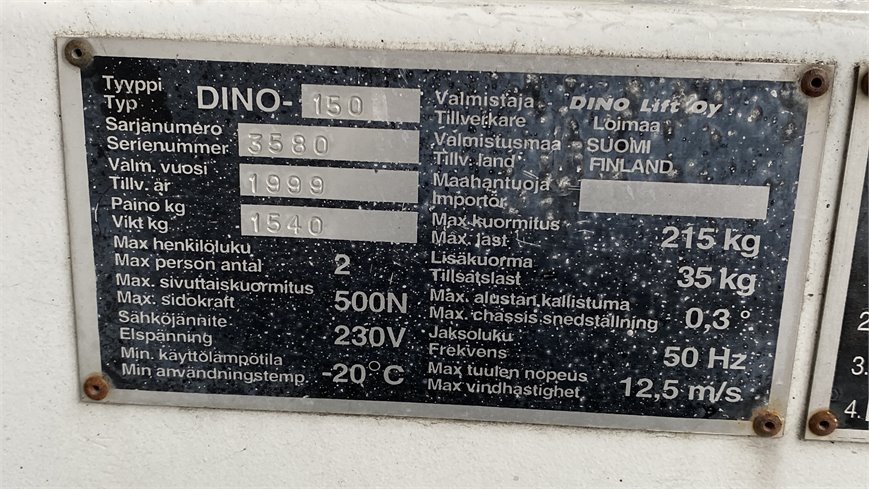 Tyyppi
Typ
DINO- 150
Sarjanumero
Serienummer
3580
Valm. vuosi
Tillv. år
1999
Paino kg
Vikt kg
1540
Max henkilöluku
Max person antal
2
Max. sivuttaiskuormitus
Max. sidokraft
500N
Sähköjännite
Elspänning
230V
Min. käyttölämpötila
Min användningstemp.
-20°C
Valmistaja
Tillverkare
DINO Lift Oy
Loimaa
Valmistusmaa
Tillv. land
SUOMI
FINLAND
Maahantuoja
Importör
Max kuormitus
Max. last
215 kg
Lisäkuorma
Tillsatslast
35 kg
Max. alustan kallistuma
Max. chassis snedställning
0,3 °
Jaksoluku
Frekvens
50 Hz
Max tuulen nopeus
Max vindhastighet
12,5 m/s
2
3.
4.